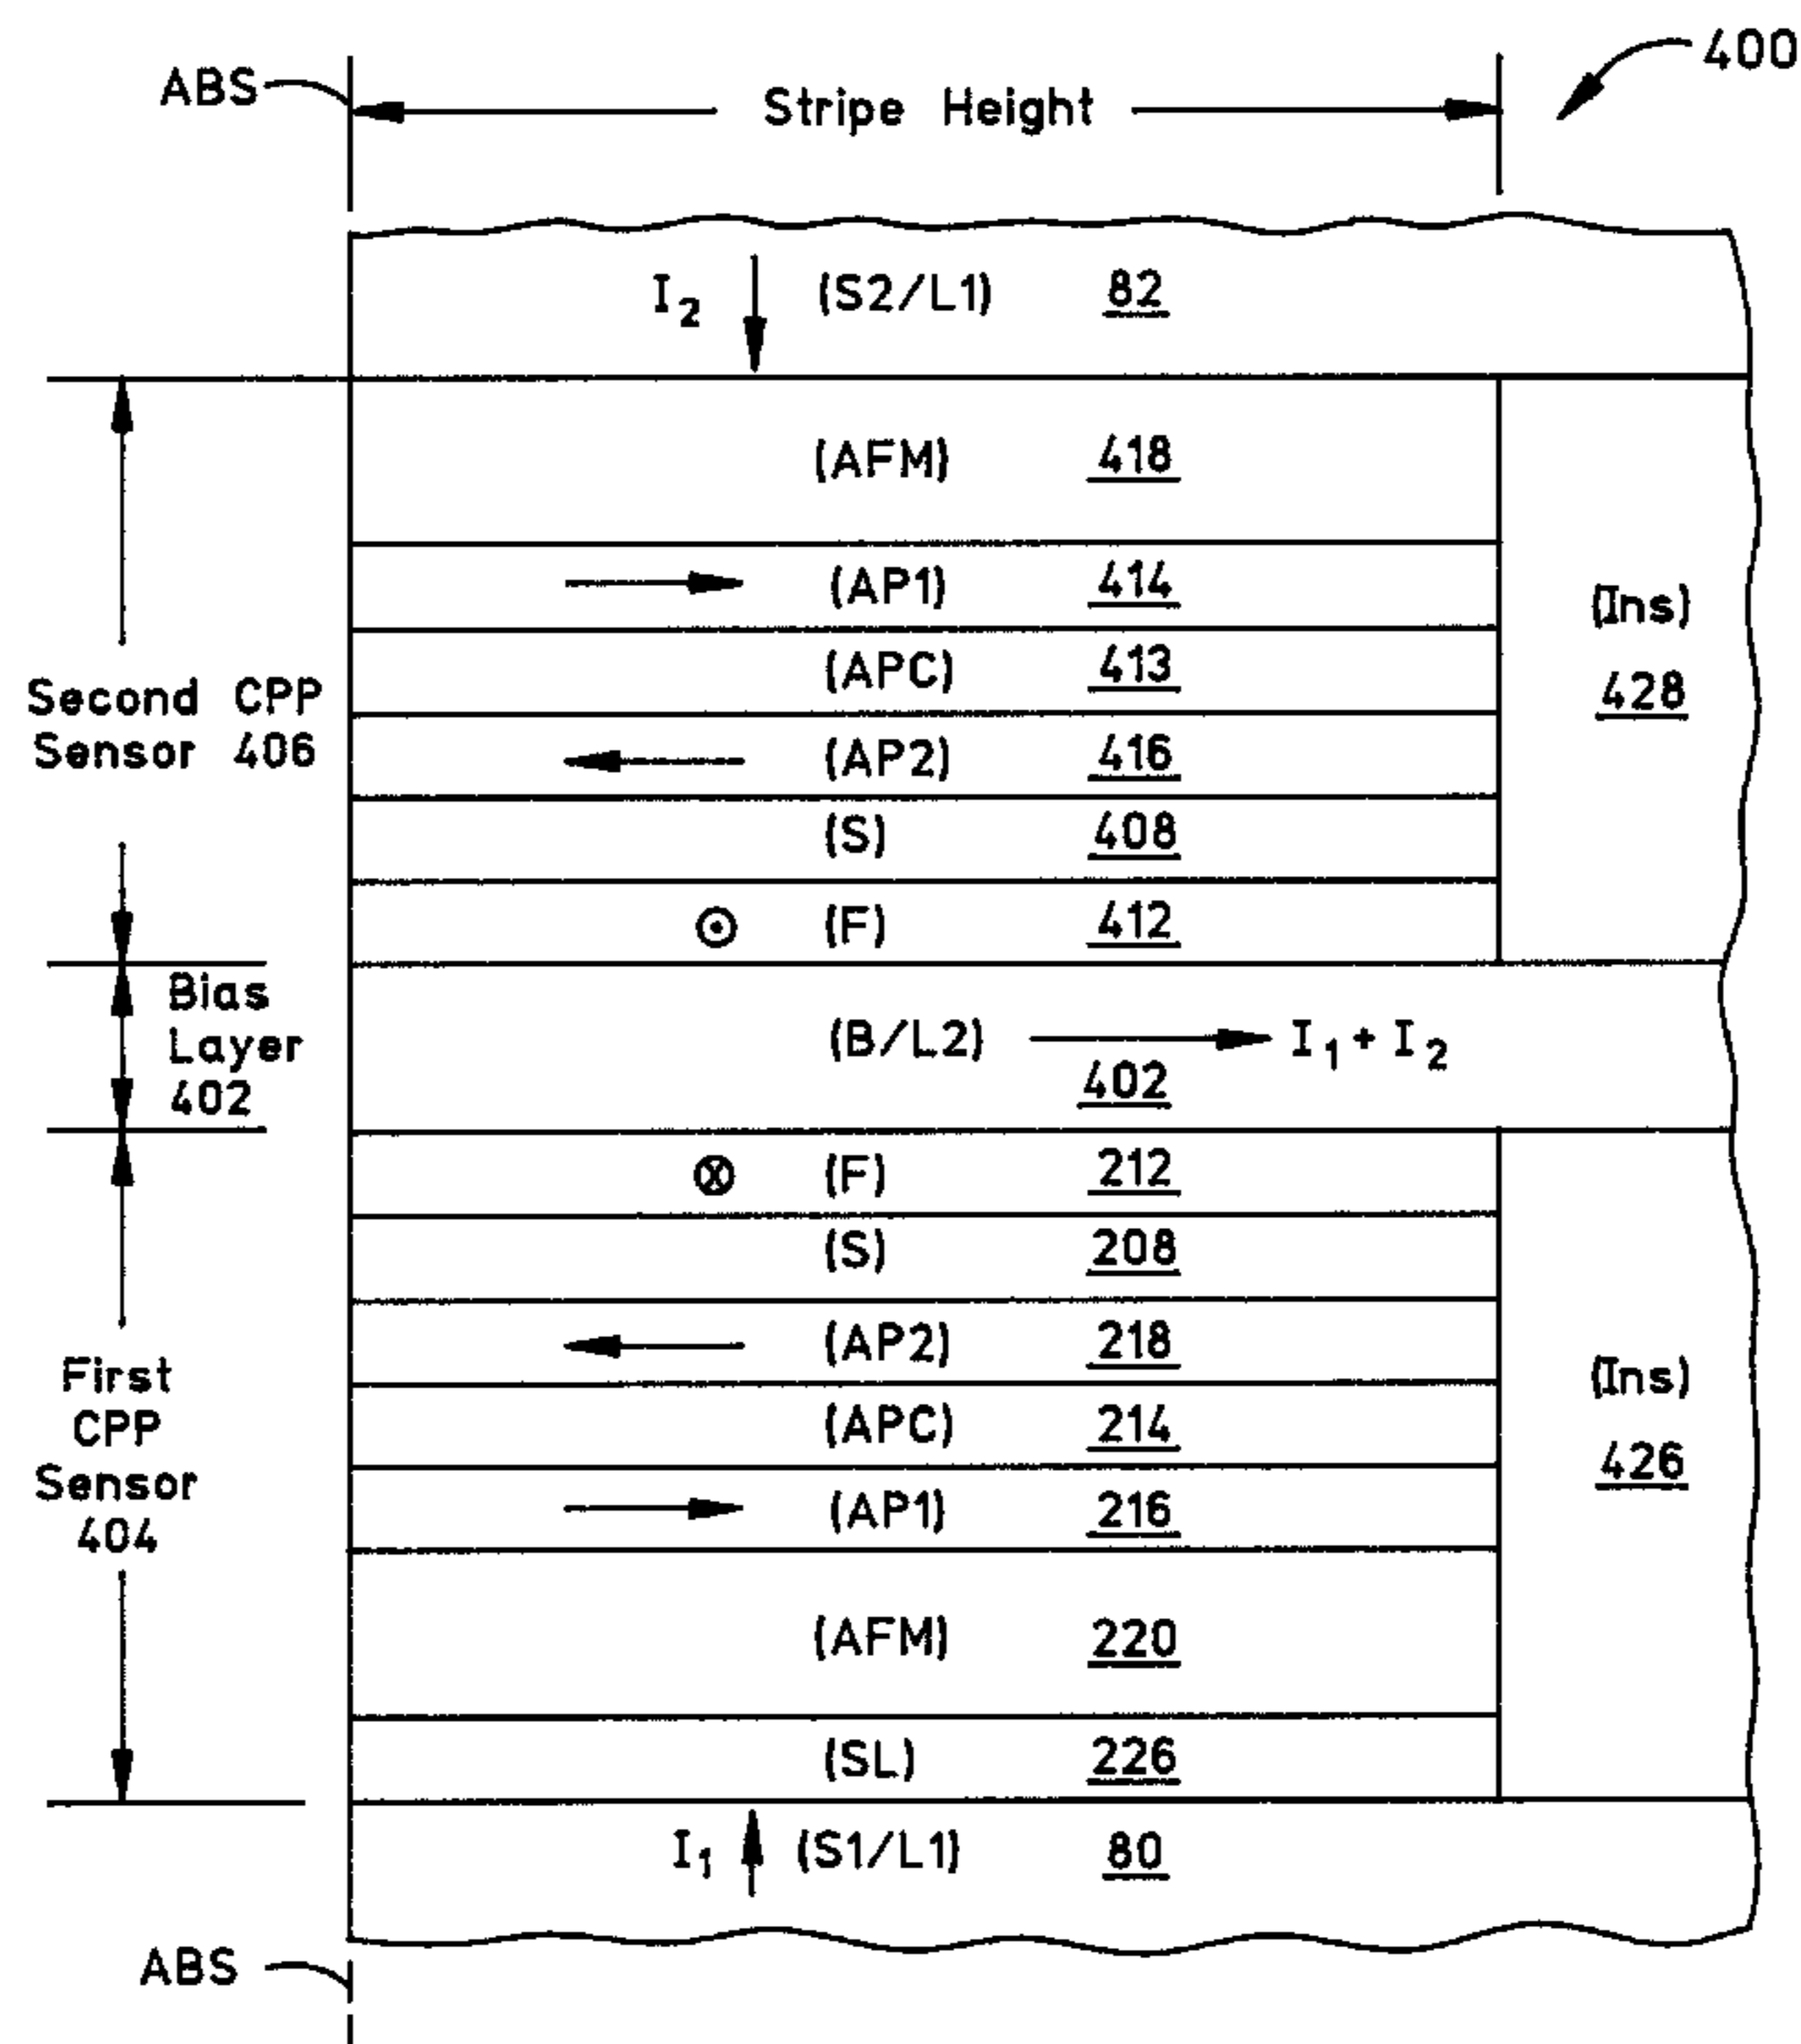 400
ABS
Stripe Height
I2 (S2/L1) 82
(AFM) 418
(AP1) 414
(Ins)
428
(APC) 413
Second CPP
Sensor 406
(AP2) 416
(S) 408
(F) 412
Bias
Layer
402
(B/L2) I1 + I2
402
(F) 212
(S) 208
(AP2) 218
First
CPP
Sensor
404
(Ins)
426
(APC) 214
(AP1) 216
(AFM) 220
(SL) 226
I1 (S1/L1) 80
ABS